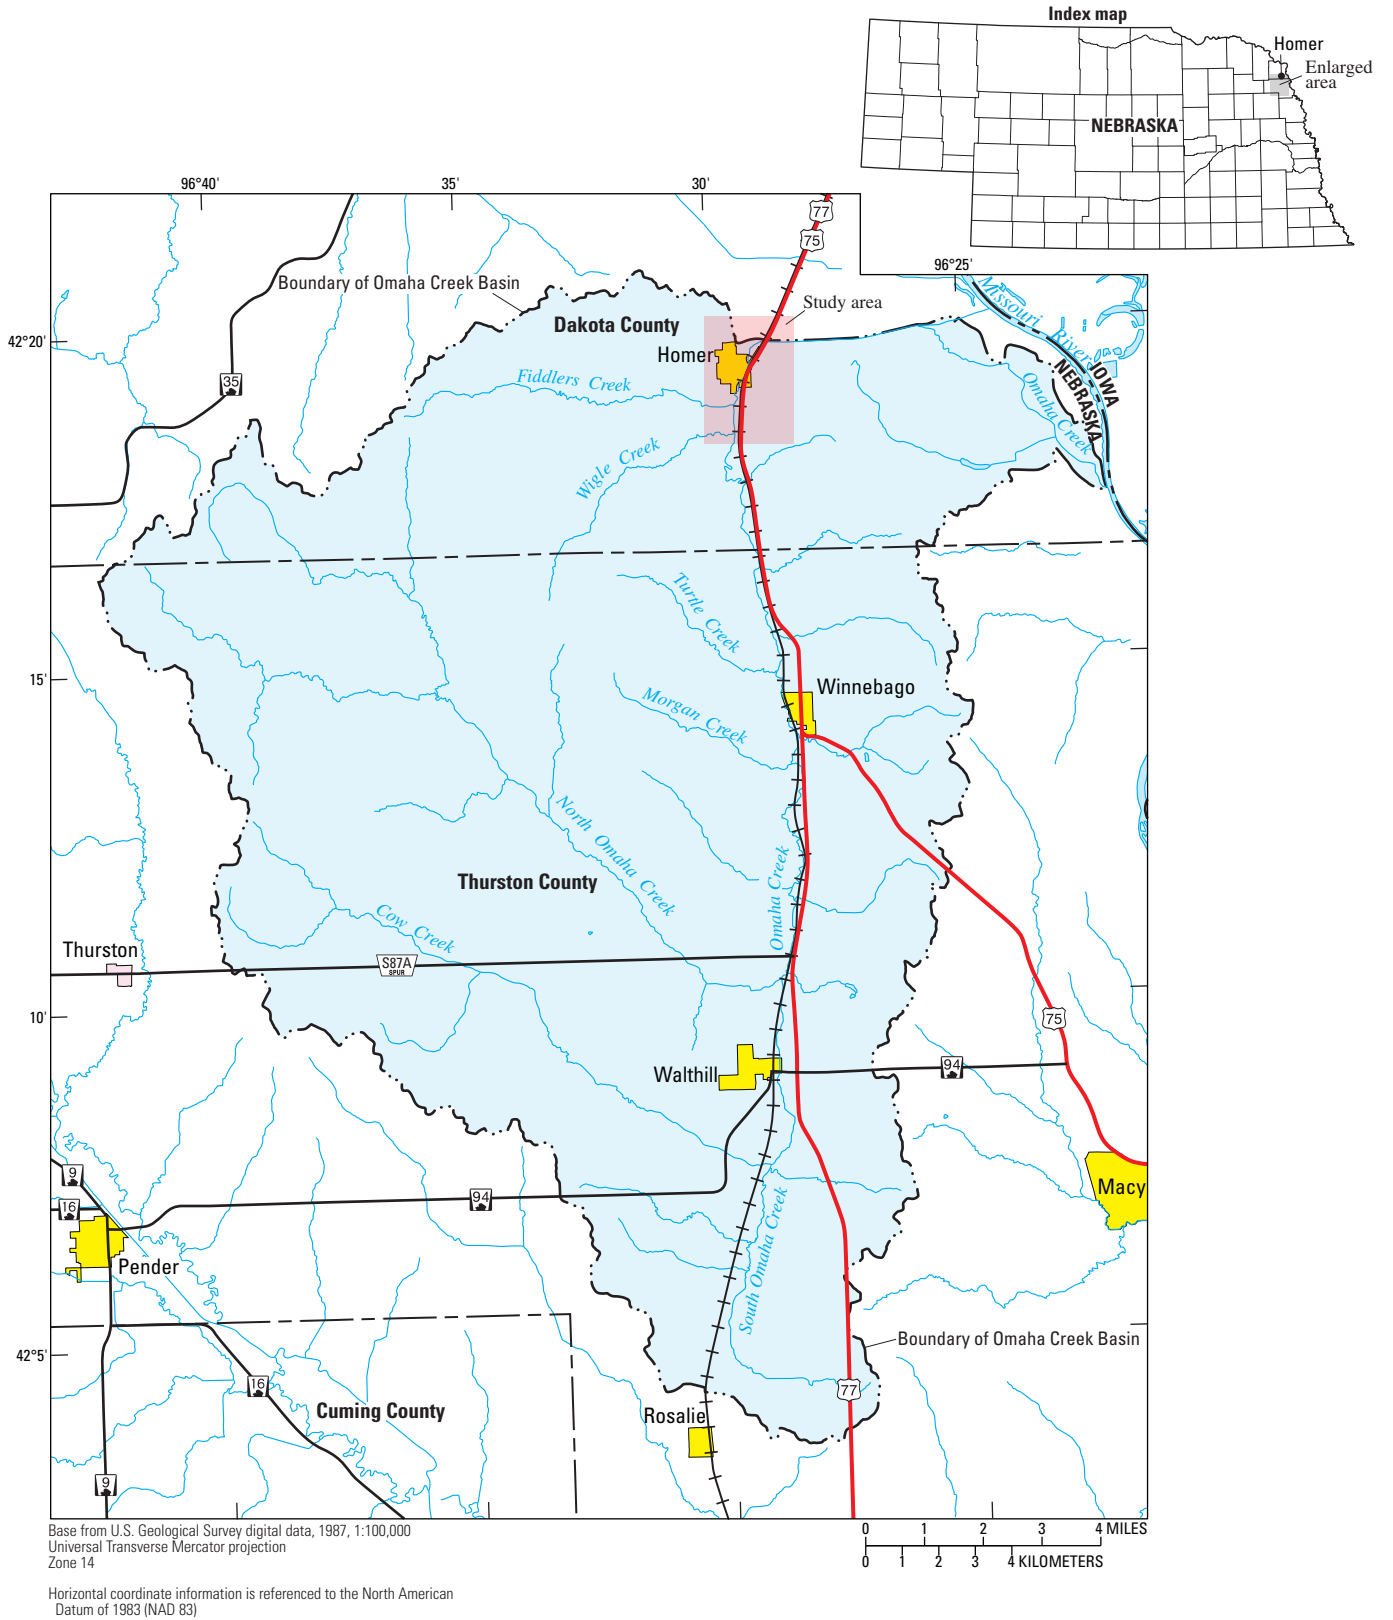 Index map
Homer
Enlarged
area
NEBRASKA
96°40'
35'
30'
77
75
96°25'
Boundary of Omaha Creek Basin
Missouri River
Study area
Dakota County
42°20'
Homer
IOWA
NEBRASKA
35
Fiddlers Creek
Omaha Creek
Wigle Creek
Turtle Creek
15'
Winnebago
Morgan Creek
North Omaha Creek
Omaha Creek
Thurston County
Cow Creek
Thurston
S87A
SPUR
10'
75
Walthill
94
9
16
94
Macy
South Omaha Creek
Pender
Boundary of Omaha Creek Basin
42°5'
16
77
Cuming County
Rosalie
9
Base from U.S. Geological Survey digital data, 1987, 1:100,000
Universal Transverse Mercator projection
Zone 14
0 1 2 3 4 MILES
0 1 2 3 4 KILOMETERS
Horizontal coordinate information is referenced to the North American
Datum of 1983 (NAD 83)